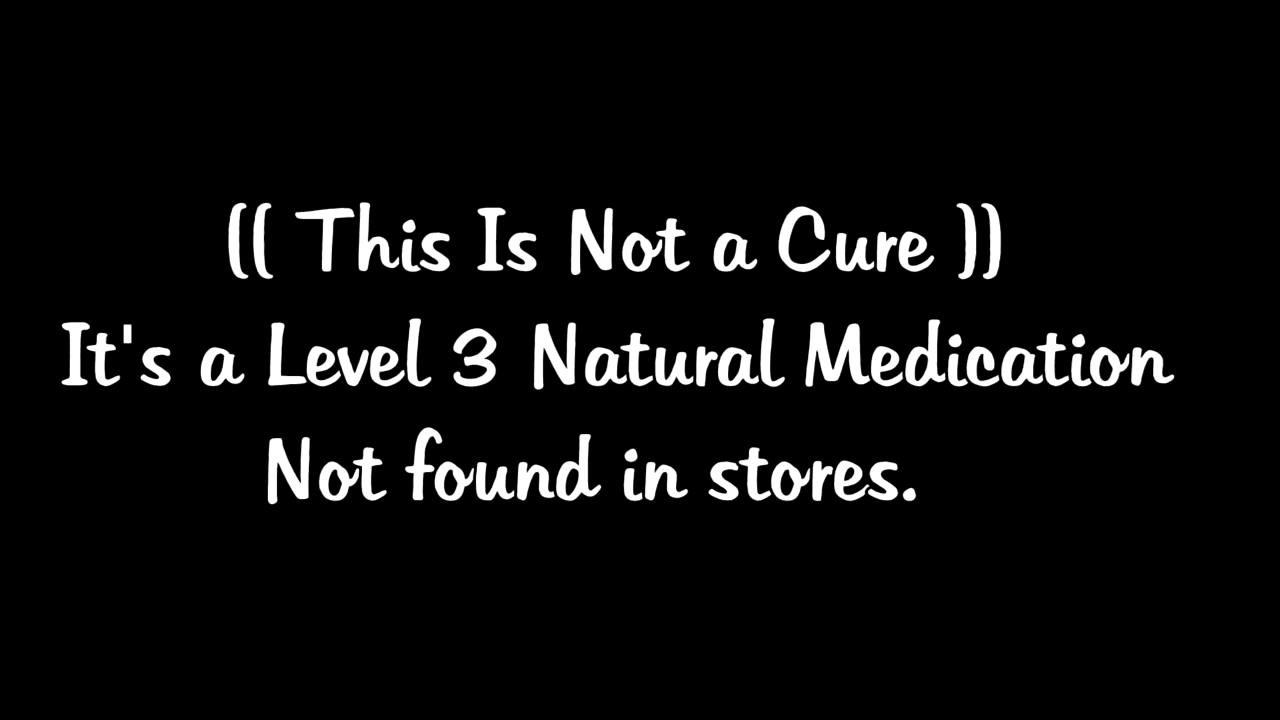 (( This Is Not a Cure ))
It's a Level 3 Natural Medication
Not found in stores.